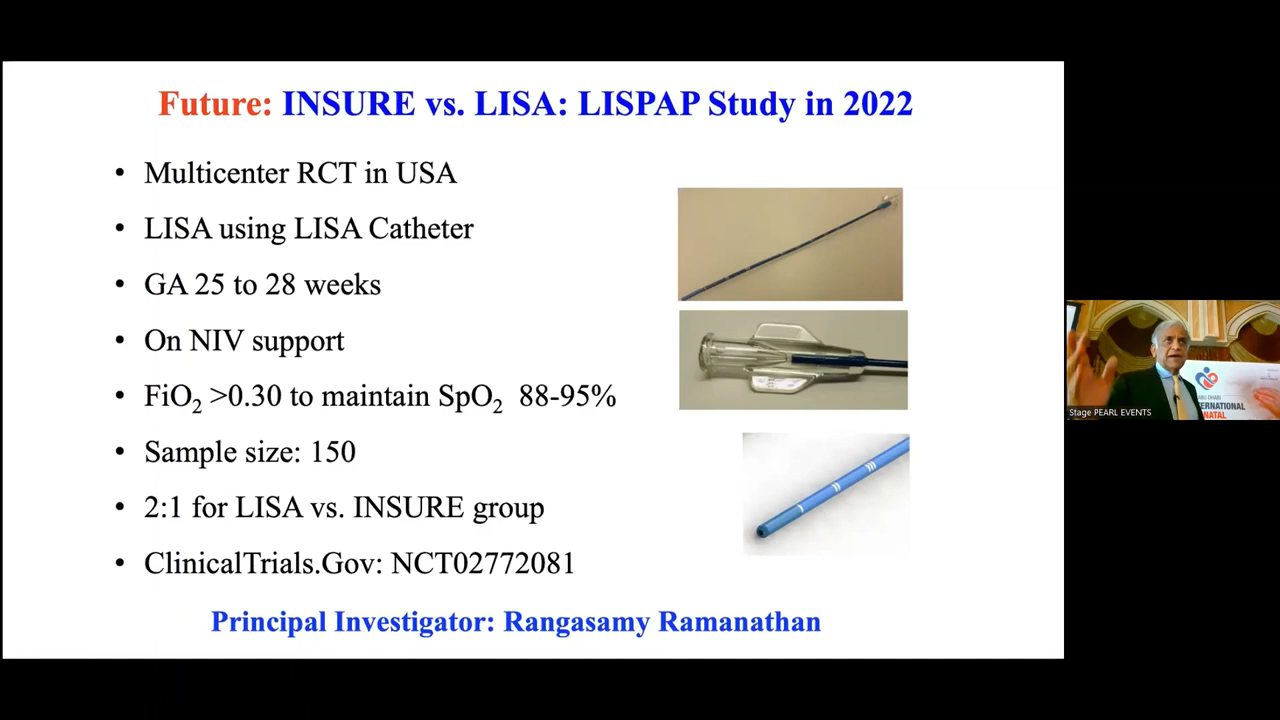 Future: INSURE vs. LISA: LISPAP Study in 2022
• Multicenter RCT in USA
• LISA using LISA Catheter
• GA 25 to 28 weeks
• On NIV support
• FiO₂ >0.30 to maintain SpO₂ 88-95%
• Sample size: 150
• 2:1 for LISA vs. INSURE group
• ClinicalTrials.Gov: NCT02772081
Principal Investigator: Rangasamy Ramanathan
ABU DHABI
Stage PEARL EVENTS